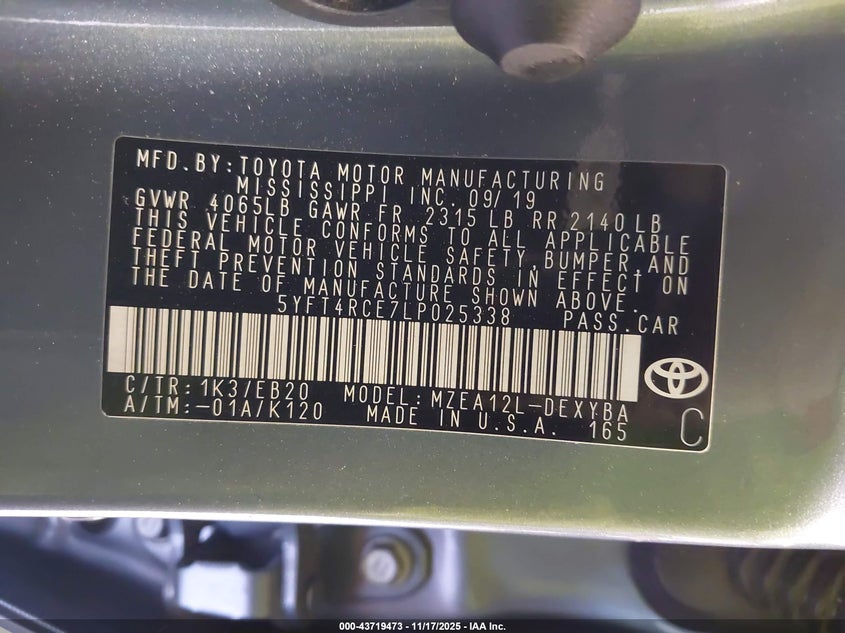 MFD.BY:TOYOTA MOTOR MANUFACTURING
MISSISSIPPI, INC. 09/19
GVWR 4065LB GAWR FR 2315 LB RR 2140 LB
THIS VEHICLE CONFORMS TO ALL APPLICABLE
FEDERAL MOTOR VEHICLE SAFETY, BUMPER, AND
THEFT PREVENTION STANDARDS IN EFFECT ON
THE DATE OF MANUFACTURE SHOWN ABOVE.
5YFT4RCE7LP025338 PASS.CAR
C/TR: 1K3/EB20 MODEL: MZEA12L-DEXYBA
A/TM:-01A/K120 MADE IN U.S.A. 165
C
000-43719473 - 11/17/2025 - IAA Inc.